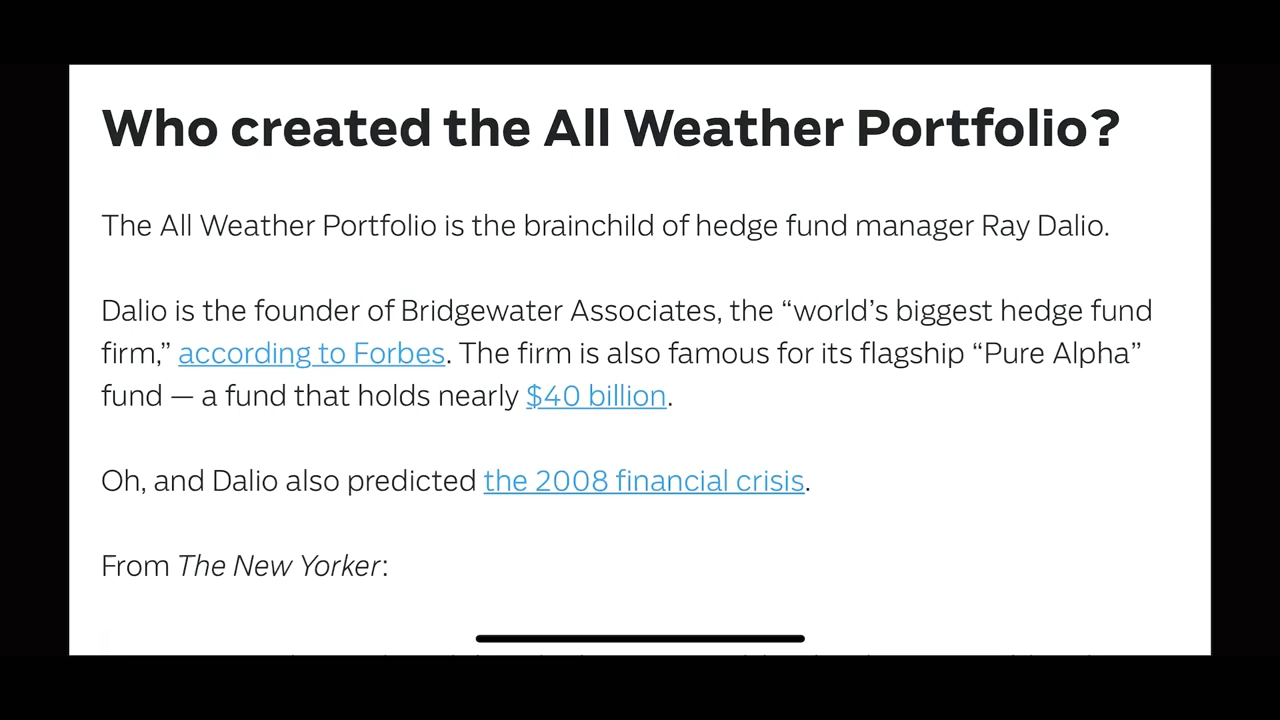 Who created the All Weather Portfolio?
The All Weather Portfolio is the brainchild of hedge fund manager Ray Dalio.
Dalio is the founder of Bridgewater Associates, the “world’s biggest hedge fund
firm,” according to Forbes. The firm is also famous for its flagship “Pure Alpha”
fund — a fund that holds nearly $40 billion.
Oh, and Dalio also predicted the 2008 financial crisis.
From The New Yorker: